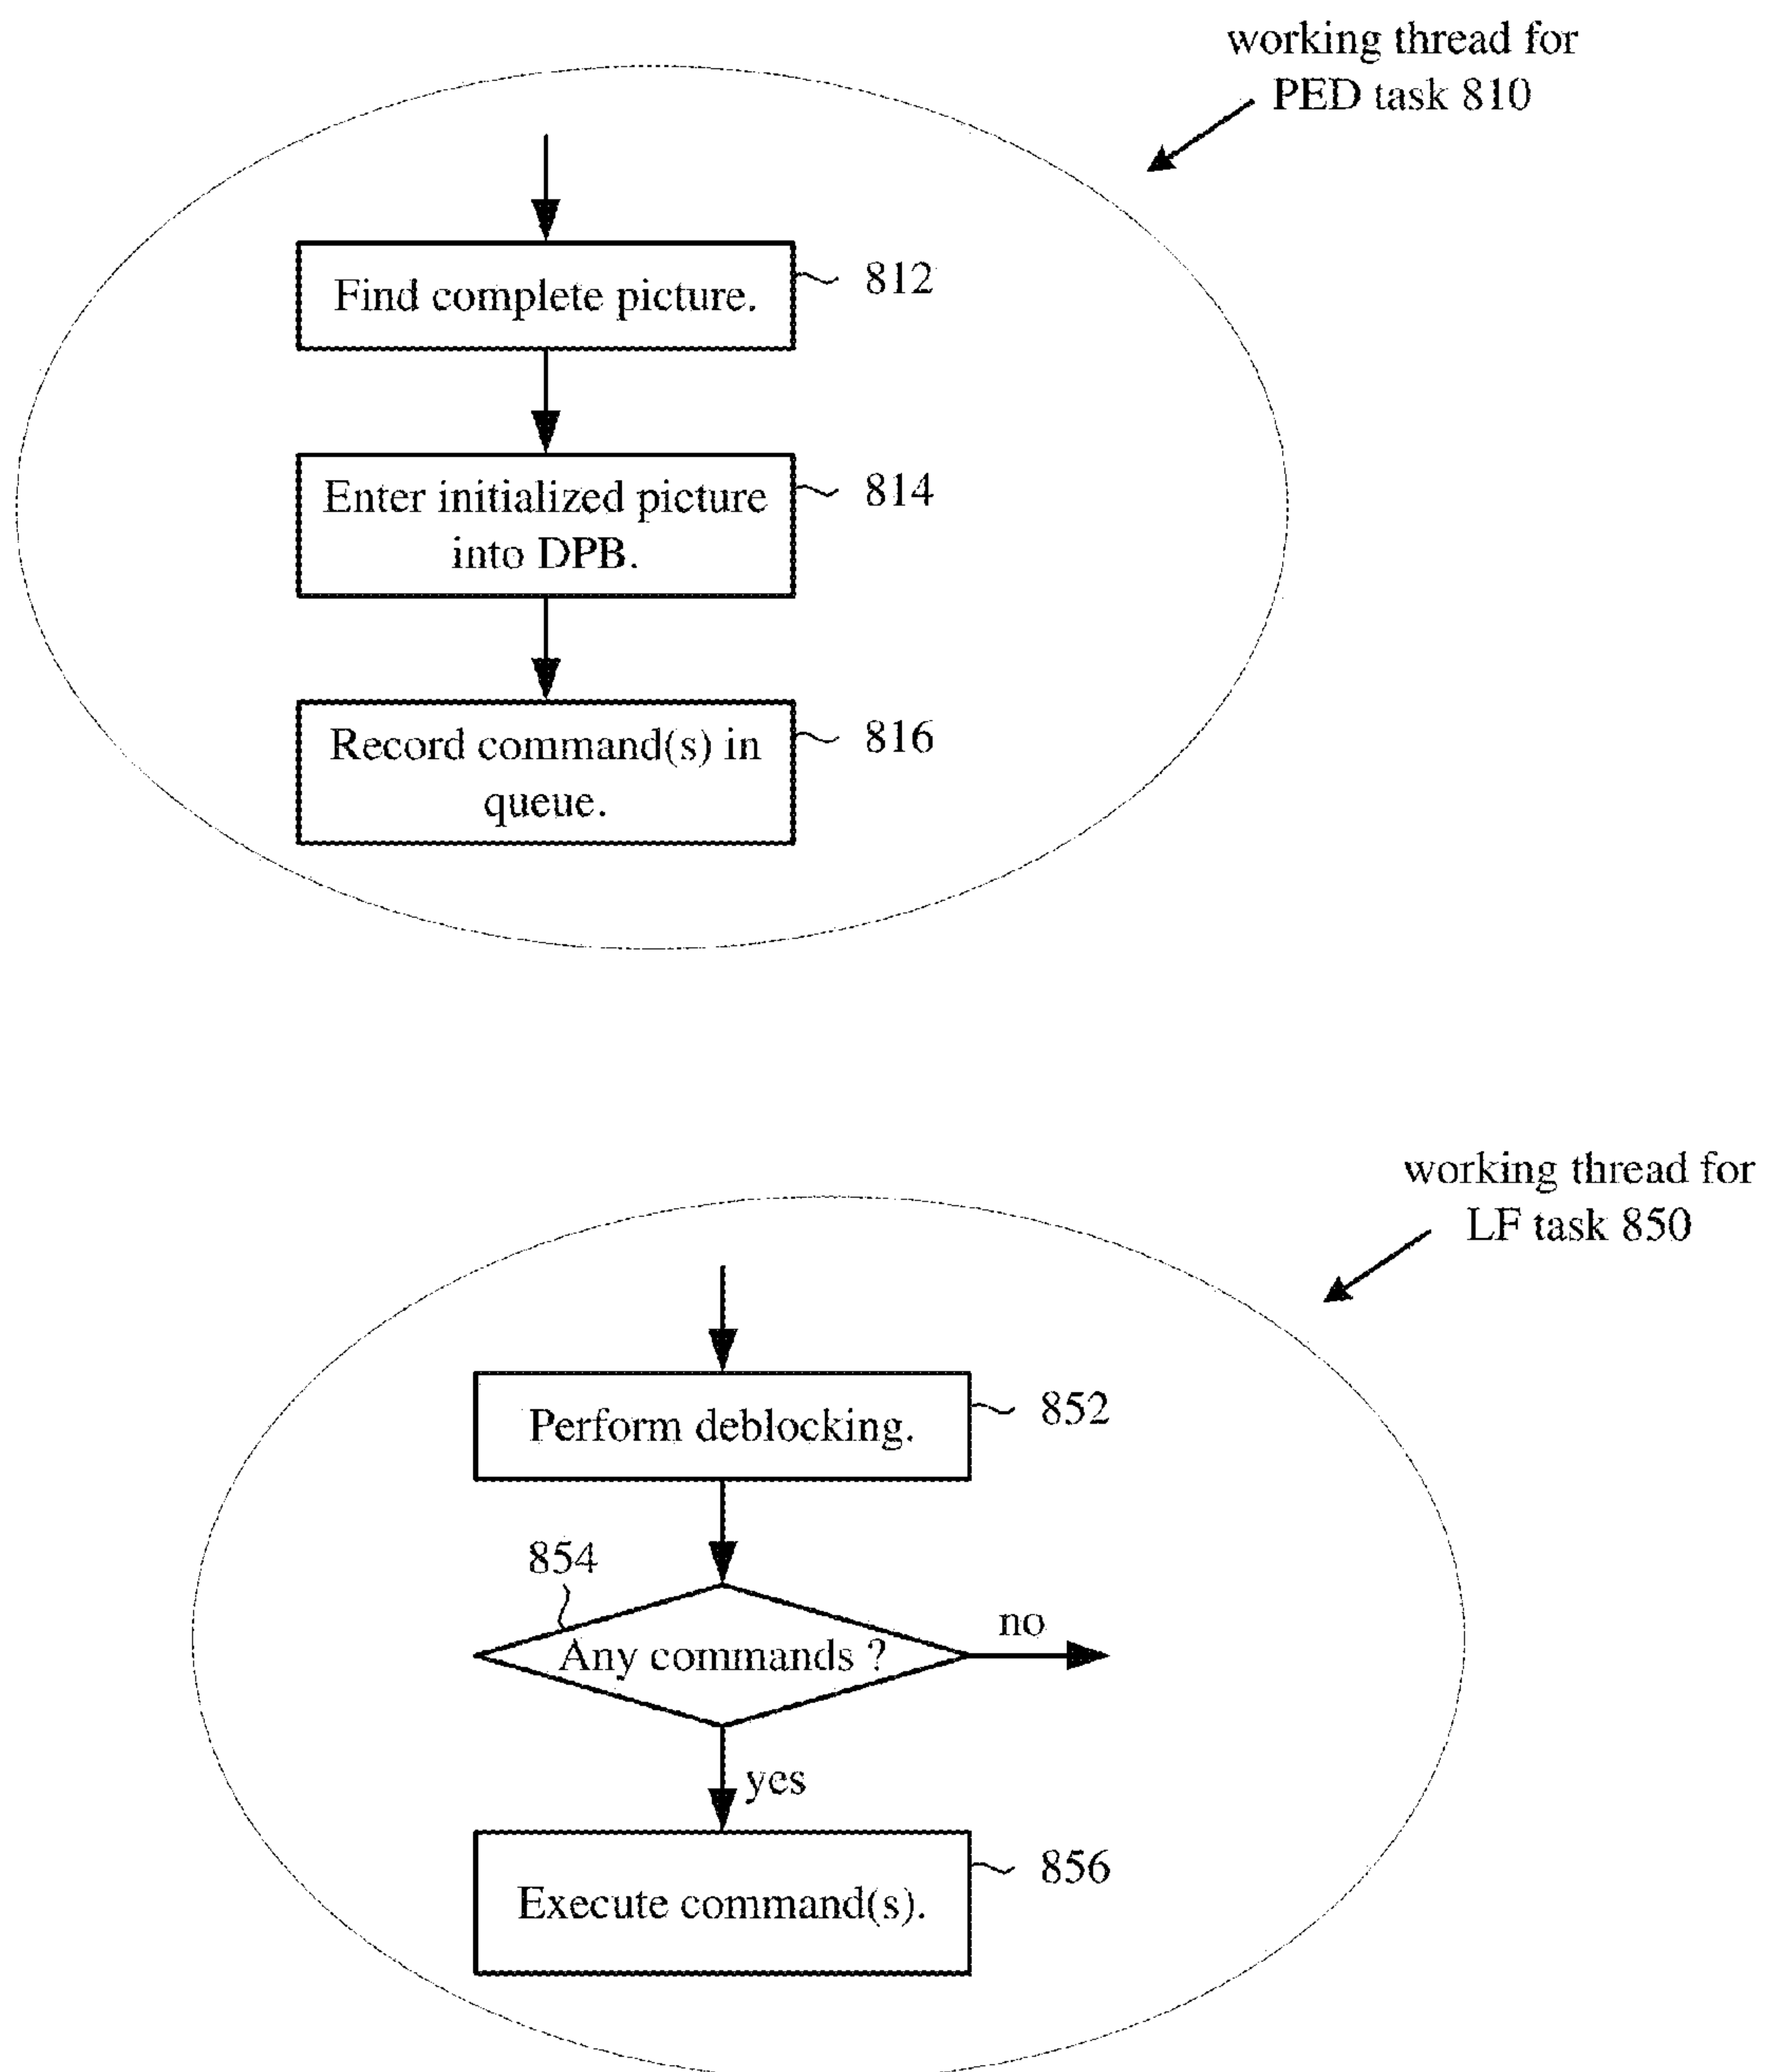 working thread for
PED task 810
Find complete picture.
812
Enter initialized picture
into DPB.
814
Record command(s) in
queue.
816
working thread for
LF task 850
Perform deblocking.
852
854
Any commands ?
no
yes
Execute command(s).
856